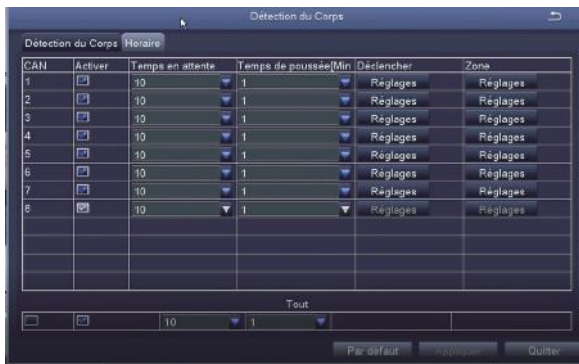 Détection du Corps
Détection du Corps Horaire
CAN Activer Temps en attente Temps de poussée[Min Déclencher Zone
1 10 1 Réglages Réglages
2 10 1 Réglages Réglages
3 10 1 Réglages Réglages
4 10 1 Réglages Réglages
5 10 1 Réglages Réglages
6 10 1 Réglages Réglages
7 10 1 Réglages Réglages
8 10 1 Réglages Réglages
Tout
10 1
Par défaut Appliquer Quitter